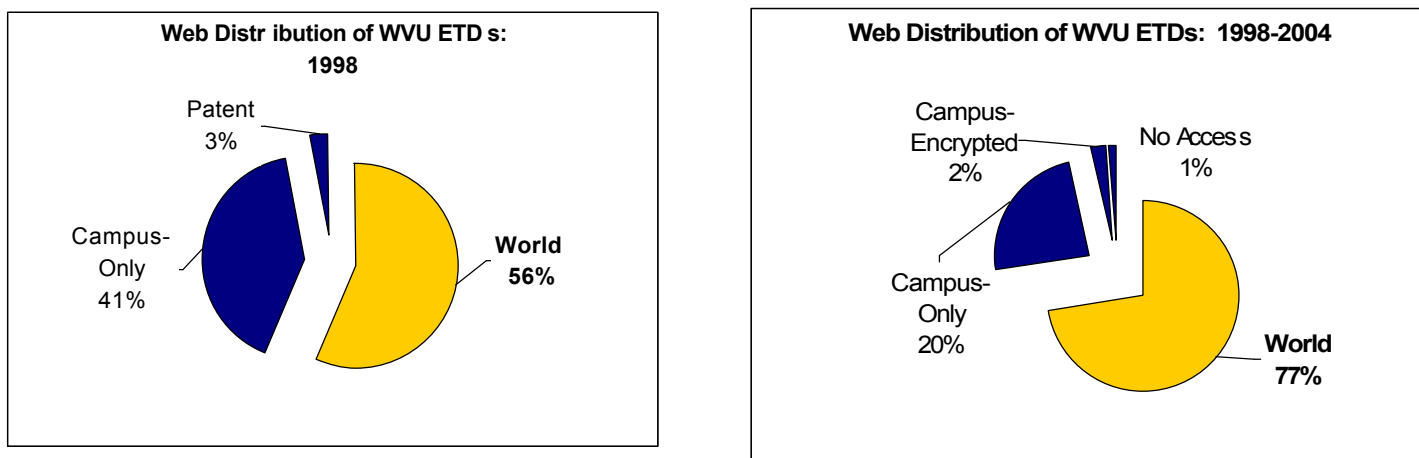 Web Distr ibution of WVU ETD s:
1998
Patent
3%
Campus-
Only
41%
World
56%
Web Distribution of WVU ETDs: 1998-2004
Campus-
Encrypted
2%
No Access
1%
Campus-
Only
20%
World
77%